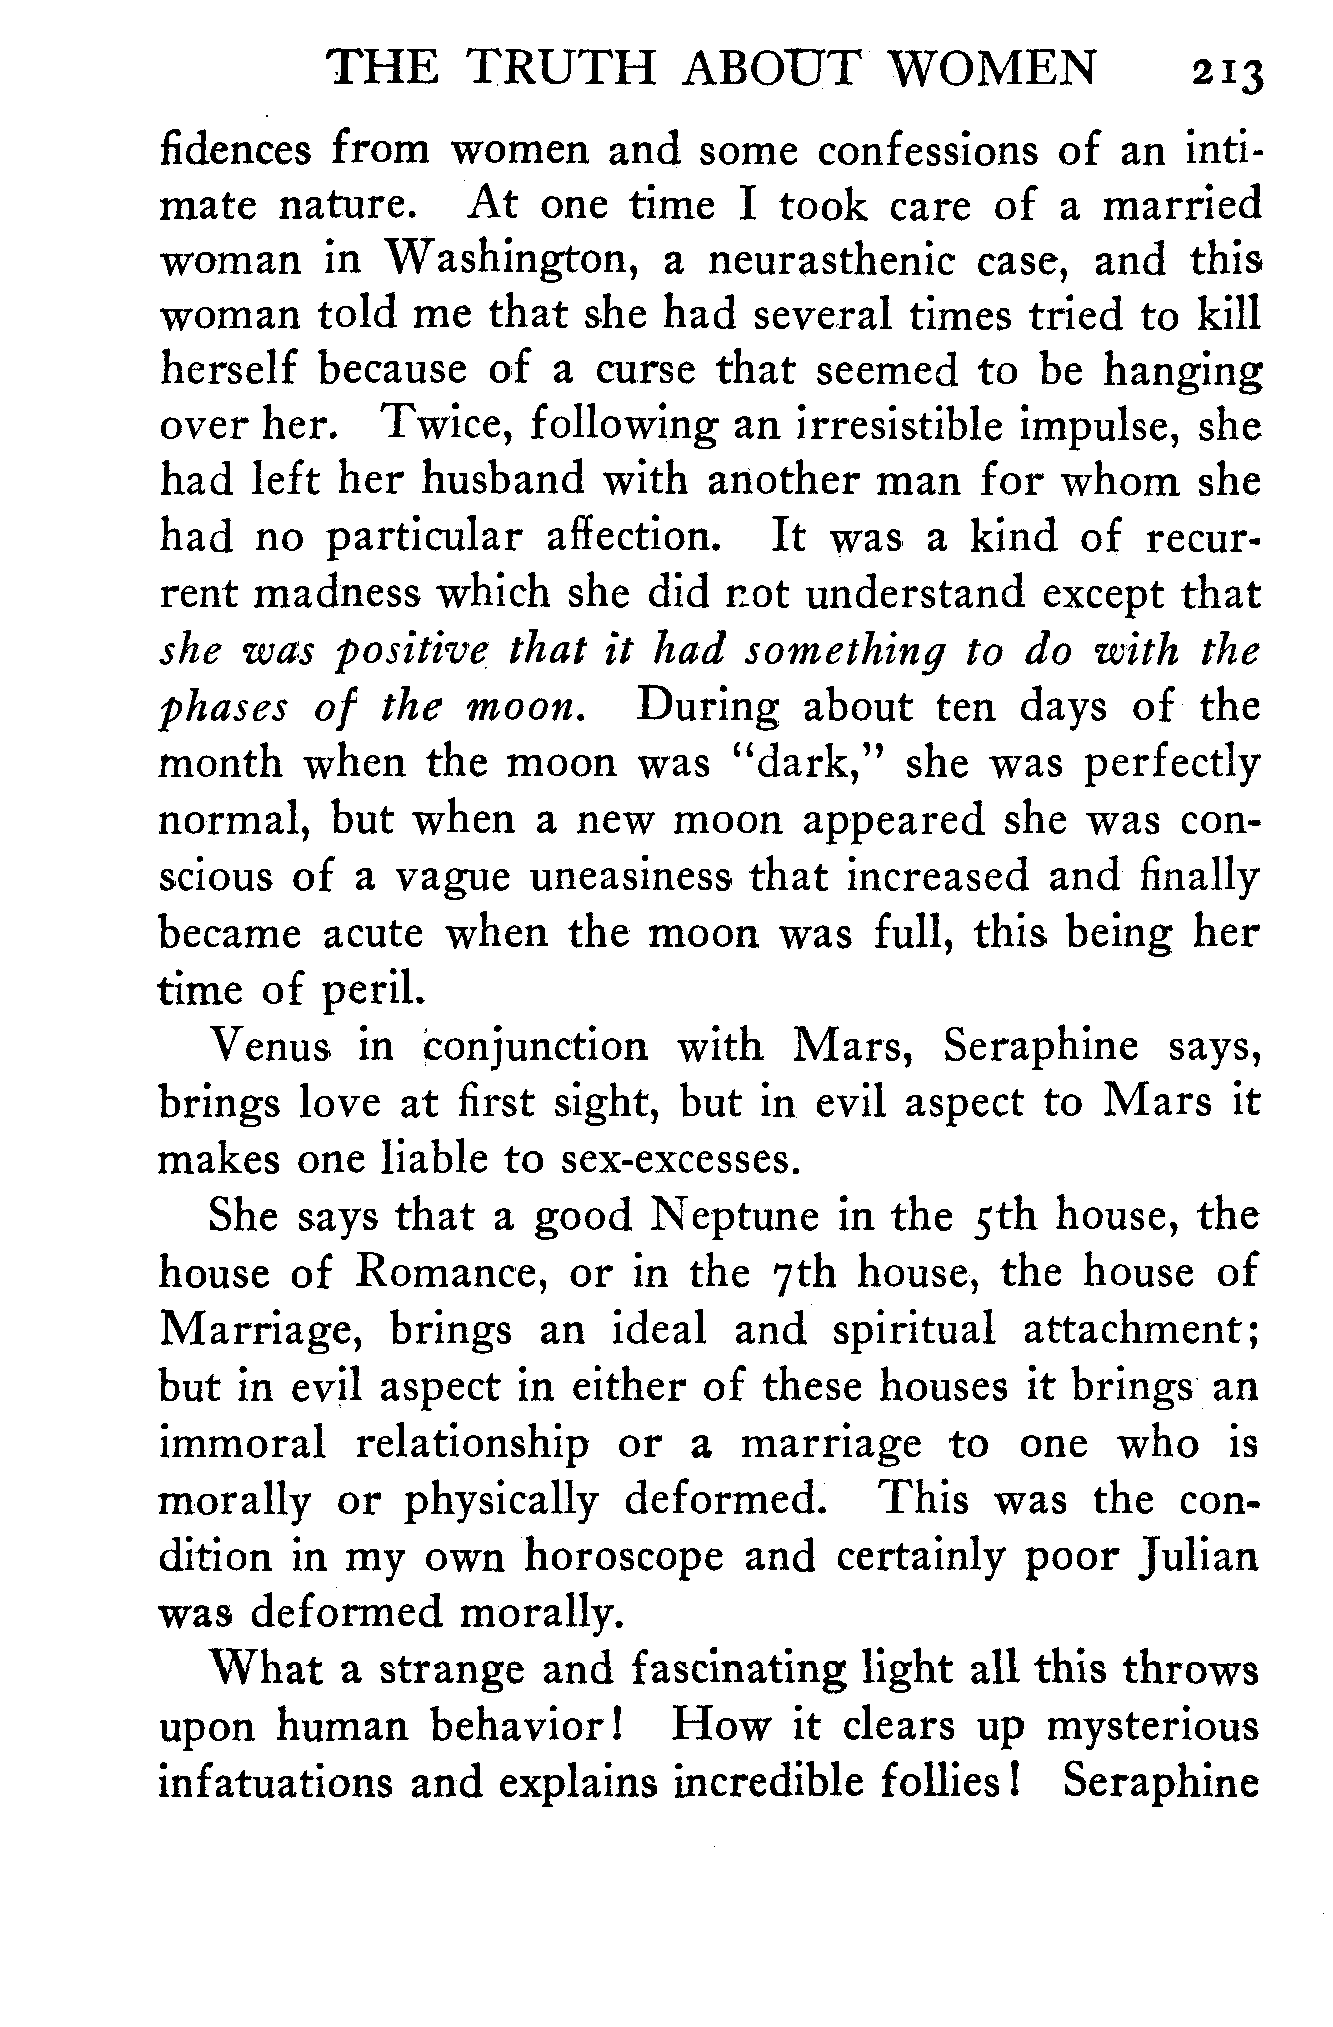 THE TRUTH ABOUT WOMEN 213
fidences from women and some confessions of an inti-
mate nature. At one time I took care of a married
woman in Washington, a neurasthenic case, and this
woman told me that she had several times tried to kill
herself because of a curse that seemed to be hanging
over her. Twice, following an irresistible impulse, she
had left her husband with another man for whom she
had no particular affection. It was a kind of recur-
rent madness which she did not understand except that
she was positive that it had something to do with the
phases of the moon. During about ten days of the
month when the moon was "dark," she was perfectly
normal, but when a new moon appeared she was con-
scious of a vague uneasiness that increased and finally
became acute when the moon was full, this being her
time of peril.
Venus in conjunction with Mars, Seraphine says,
brings love at first sight, but in evil aspect to Mars it
makes one liable to sex-excesses.
She says that a good Neptune in the 5th house, the
house of Romance, or in the 7th house, the house of
Marriage, brings an ideal and spiritual attachment;
but in evil aspect in either of these houses it brings an
immoral relationship or a marriage to one who is
morally or physically deformed. This was the con-
dition in my own horoscope and certainly poor Julian
was deformed morally.
What a strange and fascinating light all this throws
upon human behavior! How it clears up mysterious
infatuations and explains incredible follies! Seraphine